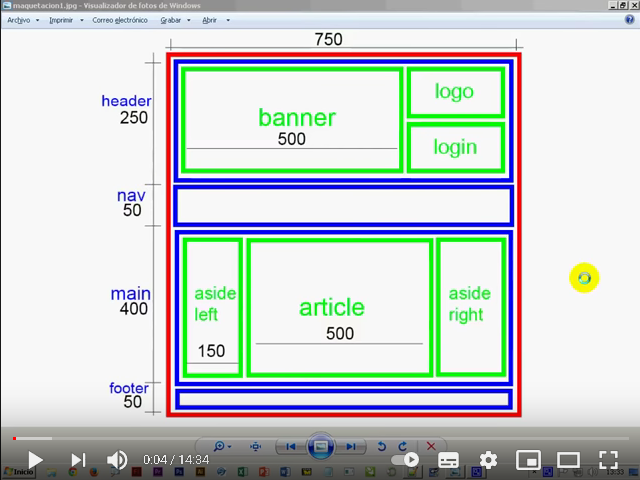 maquetacion1.jpg - Visualizador de fotos de Windows
Archivo Imprimir Correo electrónico Grabar Abrir
750
header
250
banner
500
logo
login
nav
50
main
400
aside
left
150
article
500
aside
right
footer
50
0:04 / 14:34
Inicio
13:33